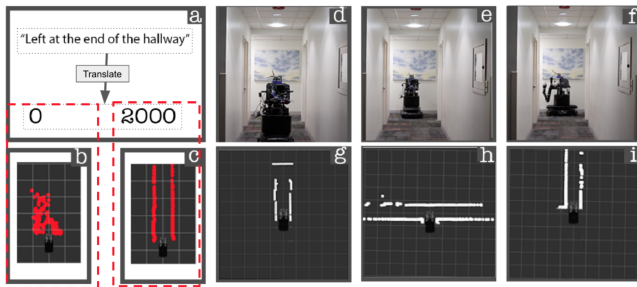 a
d
e
f
"Left at the end of the hallway"
Translate
0 2000
b
c
g
h
i